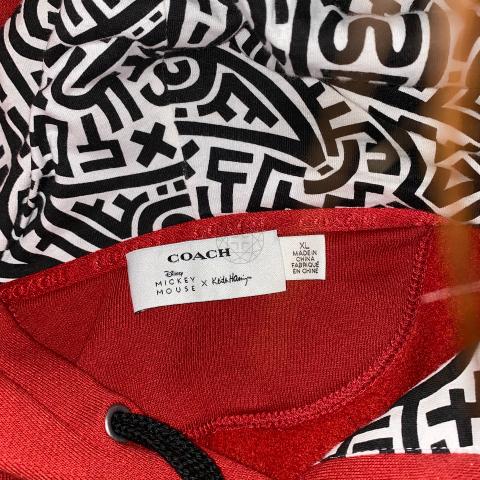 COACH
Disney
MICKEY
MOUSE X Keith Haring
XL
MADE IN
CHINA
FABRIQUÉ
EN CHINE